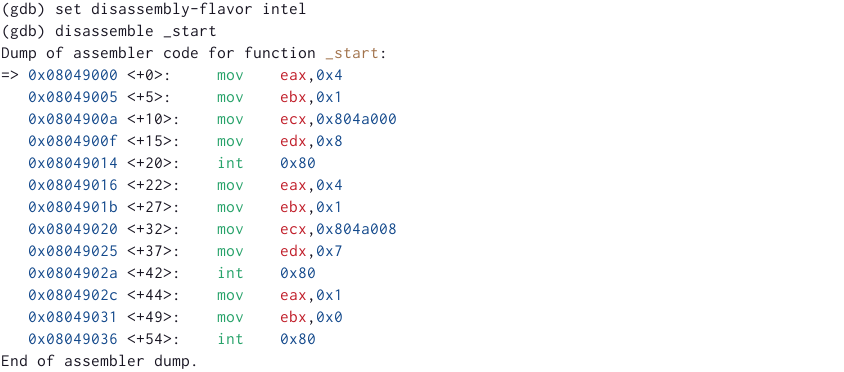 (gdb) set disassembly-flavor intel
(gdb) disassemble _start
Dump of assembler code for function _start:
=> 0x08049000 <+0>:     mov    eax,0x4
   0x08049005 <+5>:     mov    ebx,0x1
   0x0804900a <+10>:    mov    ecx,0x804a000
   0x0804900f <+15>:    mov    edx,0x8
   0x08049014 <+20>:    int    0x80
   0x08049016 <+22>:    mov    eax,0x4
   0x0804901b <+27>:    mov    ebx,0x1
   0x08049020 <+32>:    mov    ecx,0x804a008
   0x08049025 <+37>:    mov    edx,0x7
   0x0804902a <+42>:    int    0x80
   0x0804902c <+44>:    mov    eax,0x1
   0x08049031 <+49>:    mov    ebx,0x0
   0x08049036 <+54>:    int    0x80
End of assembler dump.